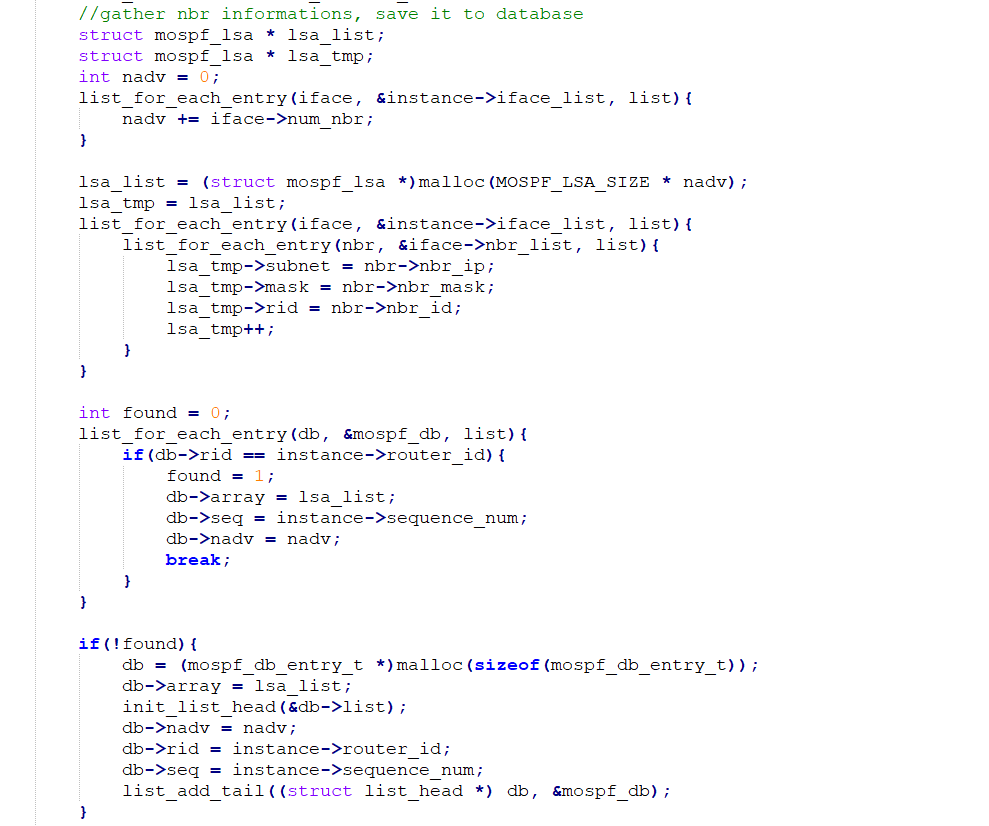 //gather nbr informations, save it to database
struct mospf_lsa * lsa_list;
struct mospf_lsa * lsa_tmp;
int nadv = 0;
list_for_each_entry(iface, &instance->iface_list, list){
    nadv += iface->num_nbr;
}

lsa_list = (struct mospf_lsa *)malloc(MOSPF_LSA_SIZE * nadv);
lsa_tmp = lsa_list;
list_for_each_entry(iface, &instance->iface_list, list){
    list_for_each_entry(nbr, &iface->nbr_list, list){
        lsa_tmp->subnet = nbr->nbr_ip;
        lsa_tmp->mask = nbr->nbr_mask;
        lsa_tmp->rid = nbr->nbr_id;
        lsa_tmp++;
    }
}

int found = 0;
list_for_each_entry(db, &mospf_db, list){
    if(db->rid == instance->router_id){
        found = 1;
        db->array = lsa_list;
        db->seq = instance->sequence_num;
        db->nadv = nadv;
        break;
    }
}

if(!found){
    db = (mospf_db_entry_t *)malloc(sizeof(mospf_db_entry_t));
    db->array = lsa_list;
    init_list_head(&db->list);
    db->nadv = nadv;
    db->rid = instance->router_id;
    db->seq = instance->sequence_num;
    list_add_tail((struct list_head *) db, &mospf_db);
}